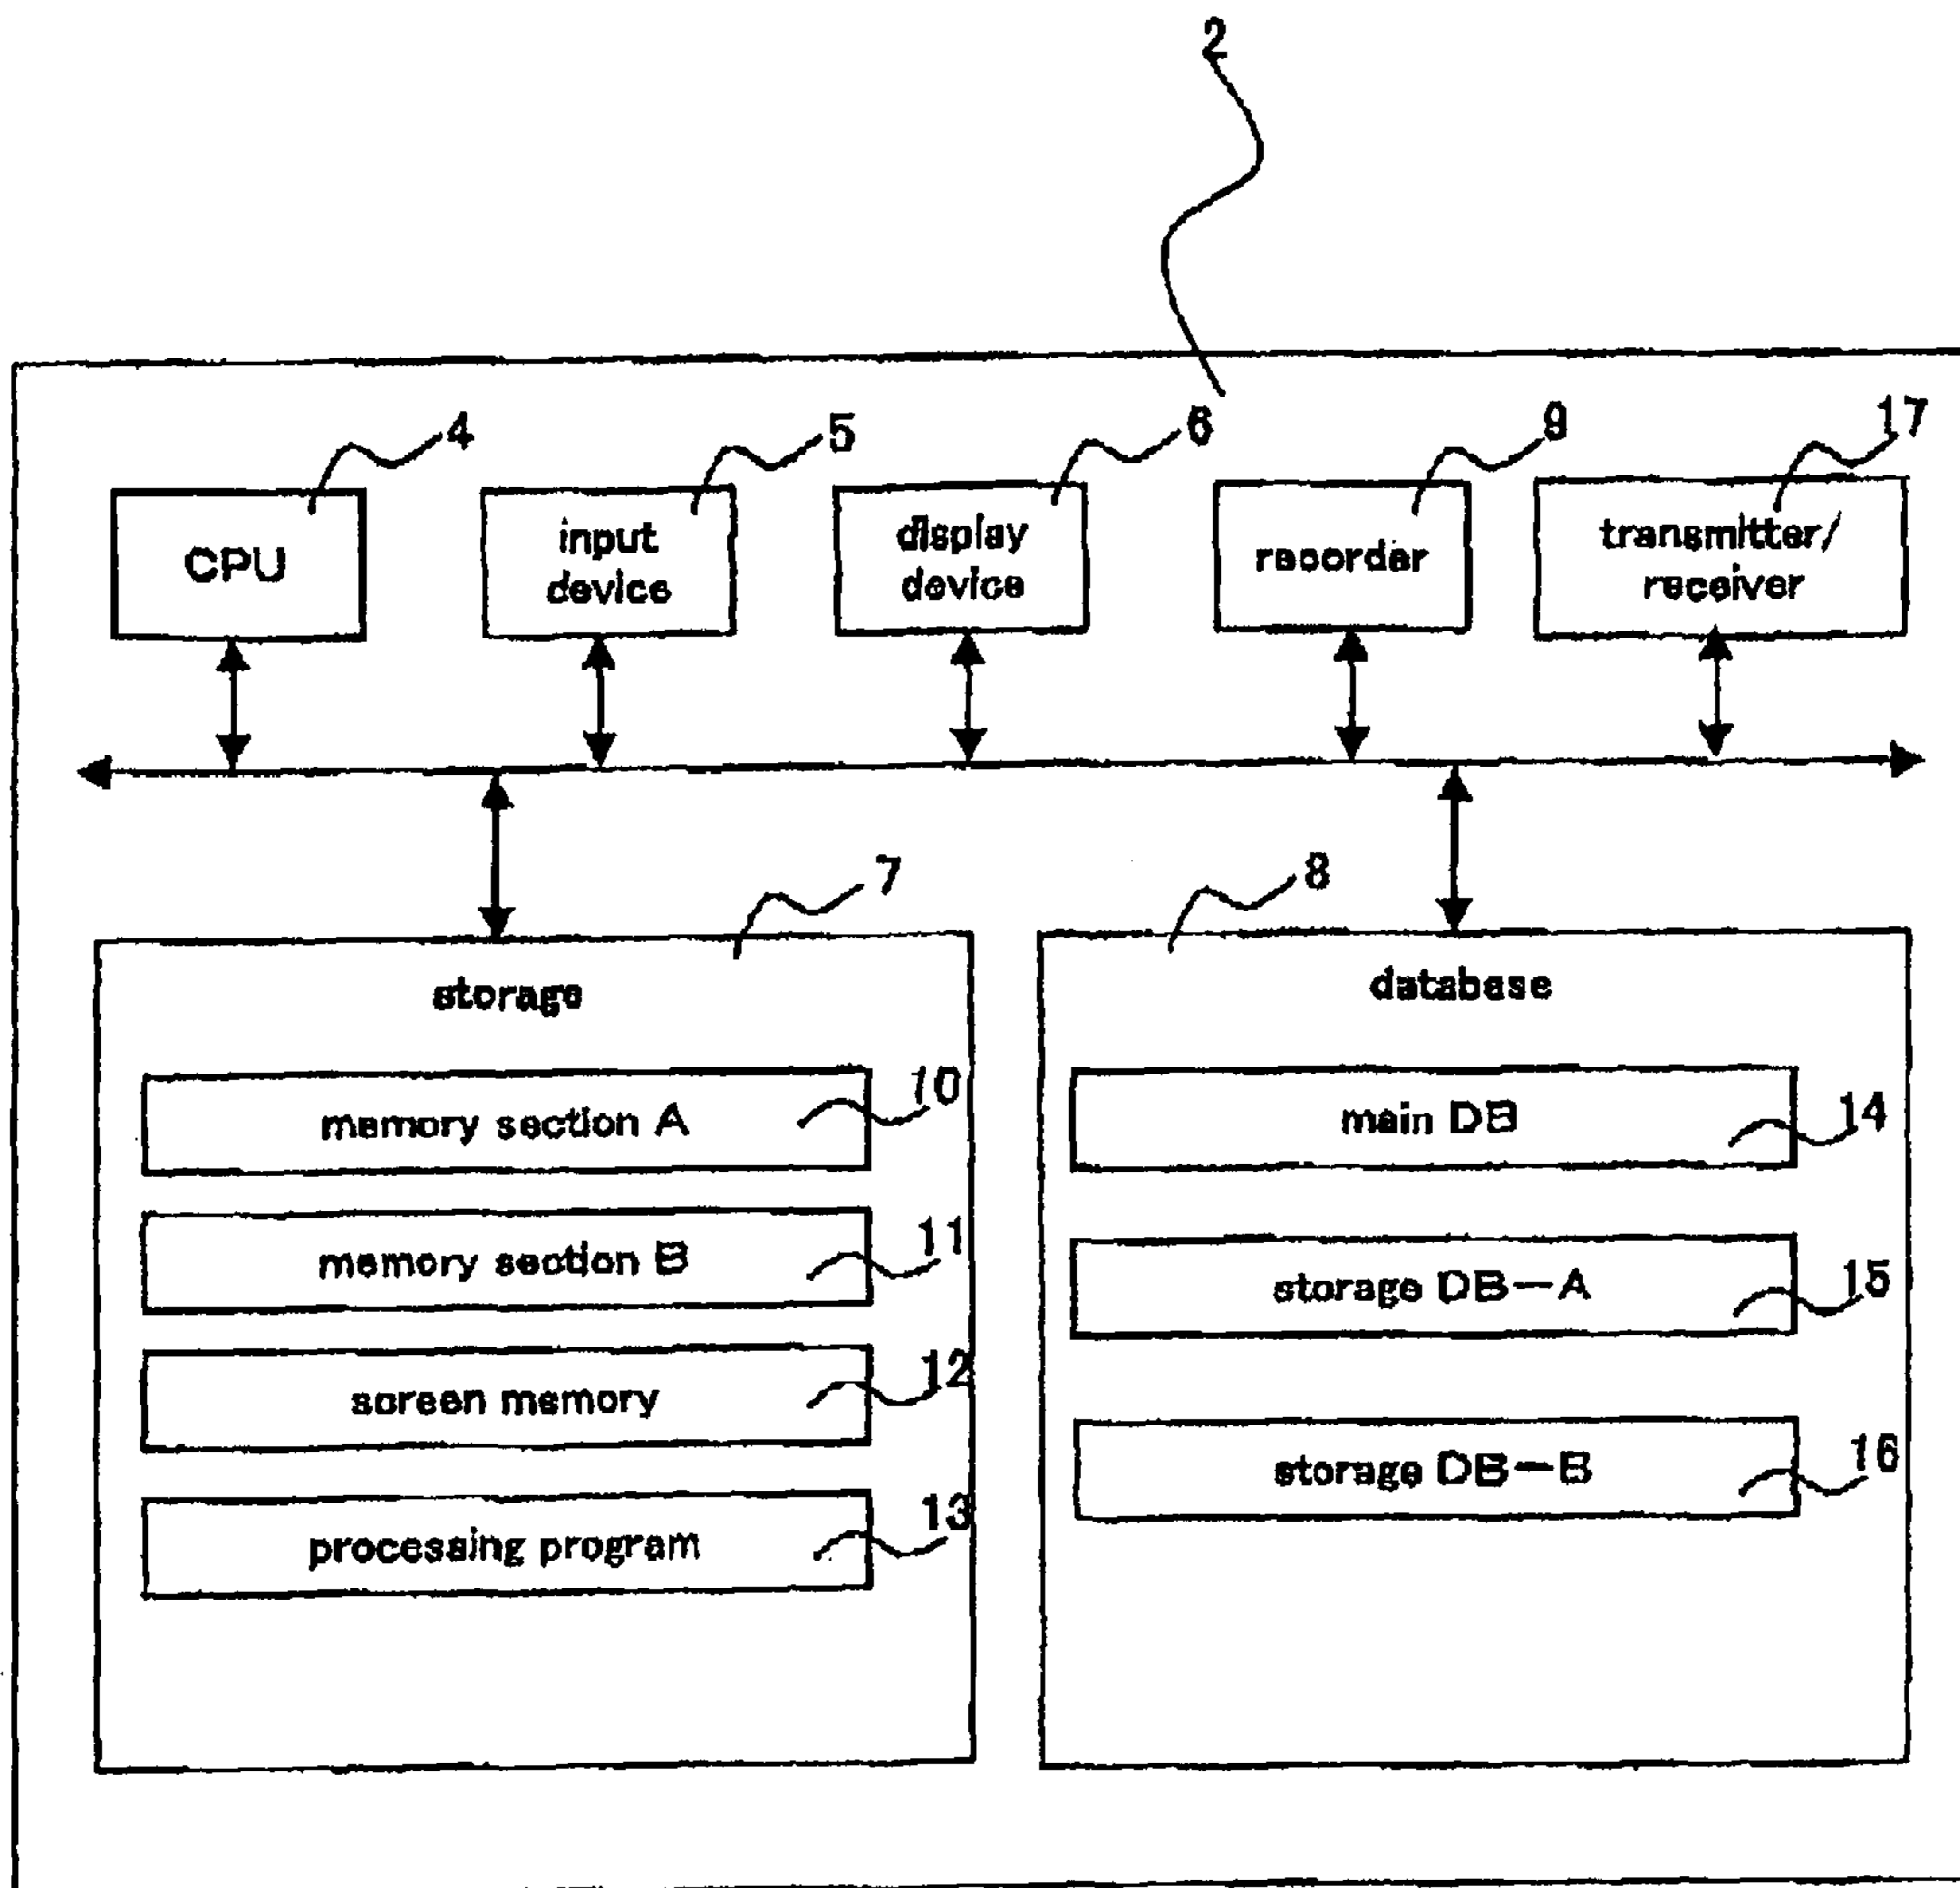 2
4
5
6
9
17
CPU
input
device
display
device
recorder
transmitter/
receiver
7
8
storage
database
memory section A
10
main DB
14
memory section B
11
storage DB-A
15
screen memory
12
storage DB-B
16
processing program
13